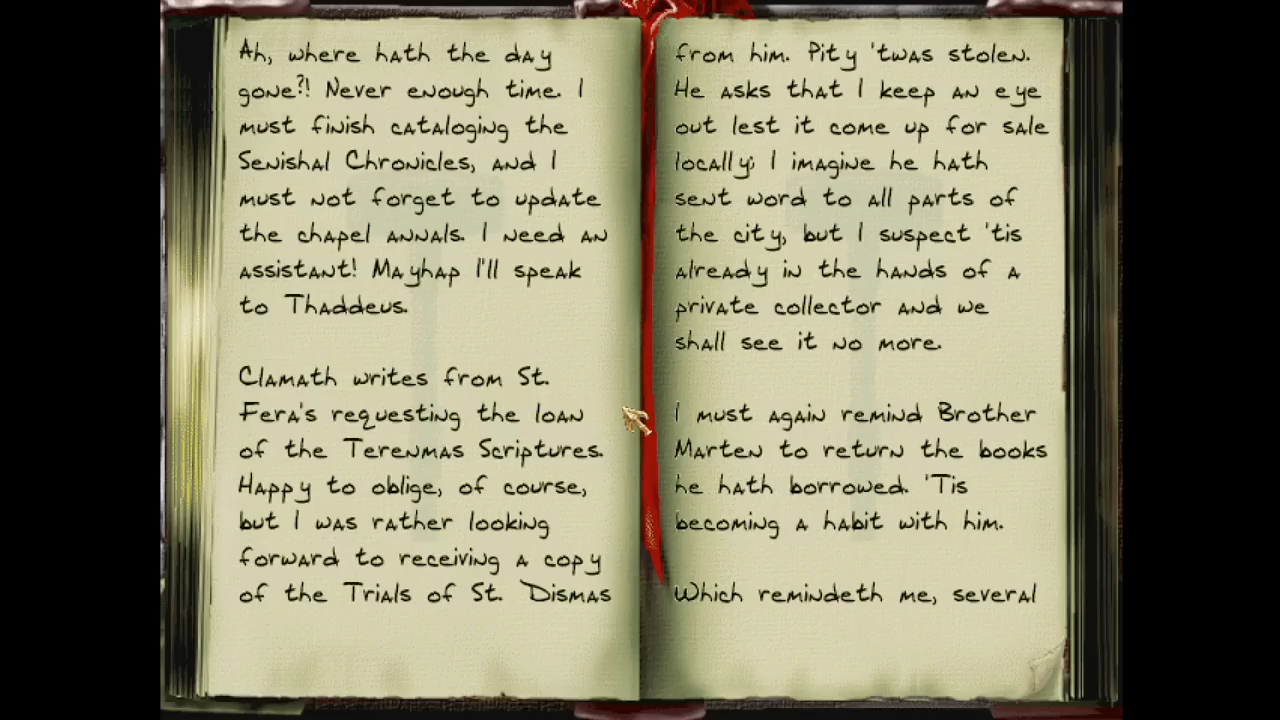 Ah, where hath the day
gone?! Never enough time. I
must finish cataloging the
Senishal Chronicles, and I
must not forget to update
the chapel annals. I need an
assistant! Mayhap I'll speak
to Thaddeus.
Clamath writes from St.
Fera's requesting the loan
of the Terenmas Scriptures.
Happy to oblige, of course,
but I was rather looking
forward to receiving a copy
of the Trials of St. Dismas
from him. Pity 'twas stolen.
He asks that I keep an eye
out lest it come up for sale
locally; I imagine he hath
sent word to all parts of
the city, but I suspect 'tis
already in the hands of a
private collector and we
shall see it no more.
I must again remind Brother
Marten to return the books
he hath borrowed. 'Tis
becoming a habit with him.
Which remindeth me, several